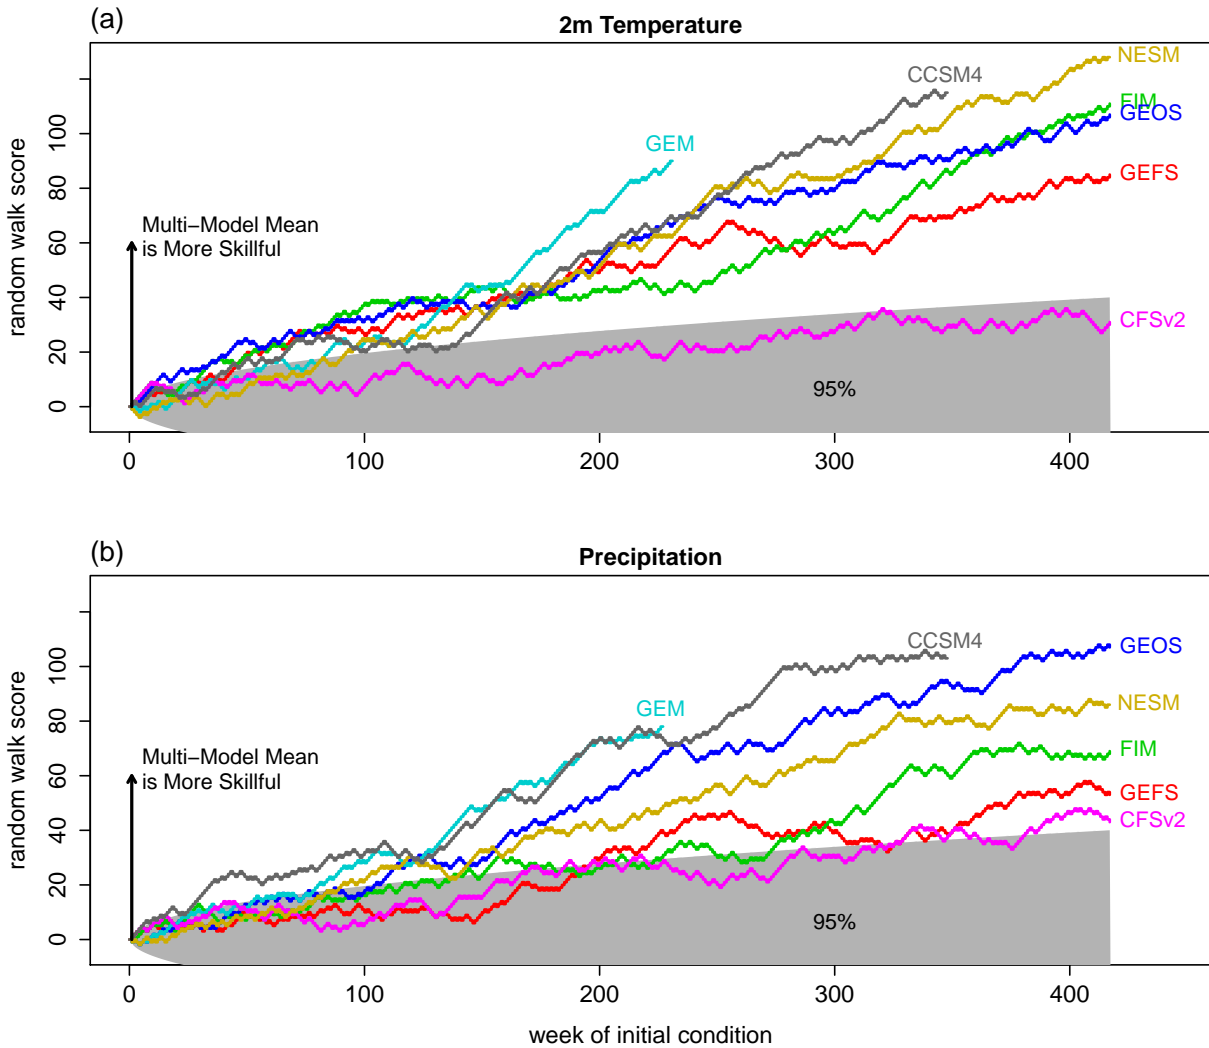 (a)
2m Temperature
random walk score
0
20
40
60
80
100
Multi−Model Mean
is More Skillful
GEM
CCSM4
NESM
FIM
GEOS
GEFS
CFSv2
95%
0
100
200
300
400
(b)
Precipitation
random walk score
0
20
40
60
80
100
Multi−Model Mean
is More Skillful
GEM
CCSM4
GEOS
NESM
FIM
GEFS
CFSv2
95%
0
100
200
300
400
week of initial condition